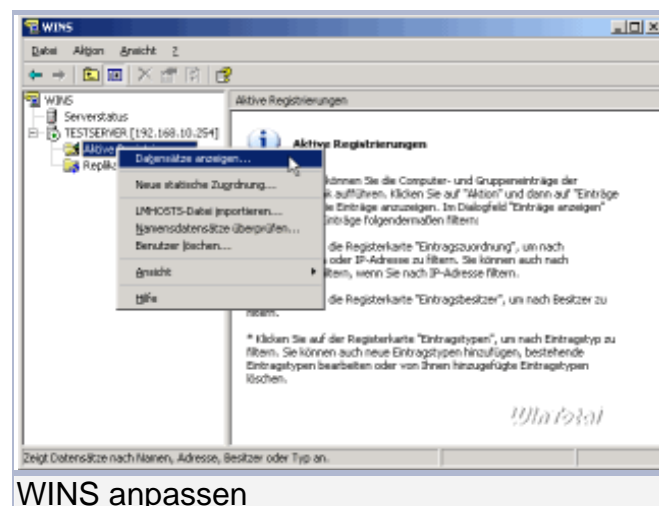 WINS
Datei Aktion Ansicht ?
WINS
Serverstatus
TESTSERVER [192.168.10.254]
Aktive
Replik
Datensätze anzeigen...
Neue statische Zuordnung...
LMHOSTS-Datei importieren...
Namensdatensätze überprüfen...
Benutzer löschen...
Ansicht
Hilfe
Aktive Registrierungen
Aktive Registrierungen
können Sie die Computer- und Gruppeneinträge der
aufführen. Klicken Sie auf "Aktion" und dann auf "Einträge
Einträge anzuzeigen. Im Dialogfeld "Einträge anzeigen"
Einträge folgendermaßen filtern:
die Registerkarte "Eintragszuordnung", um nach
oder IP-Adresse zu filtern. Sie können auch nach
filtern, wenn Sie nach IP-Adresse filtern.
die Registerkarte "Eintragsbesitzer", um nach Besitzer zu
filtern.
* Klicken Sie auf der Registerkarte "Eintragstypen", um nach Eintragstyp zu
filtern. Sie können auch neue Eintragstypen hinzufügen, bestehende
Eintragstypen bearbeiten oder von Ihnen hinzugefügte Eintragstypen
löschen.
WinTotal
Zeigt Datensätze nach Namen, Adresse, Besitzer oder Typ an.
WINS anpassen